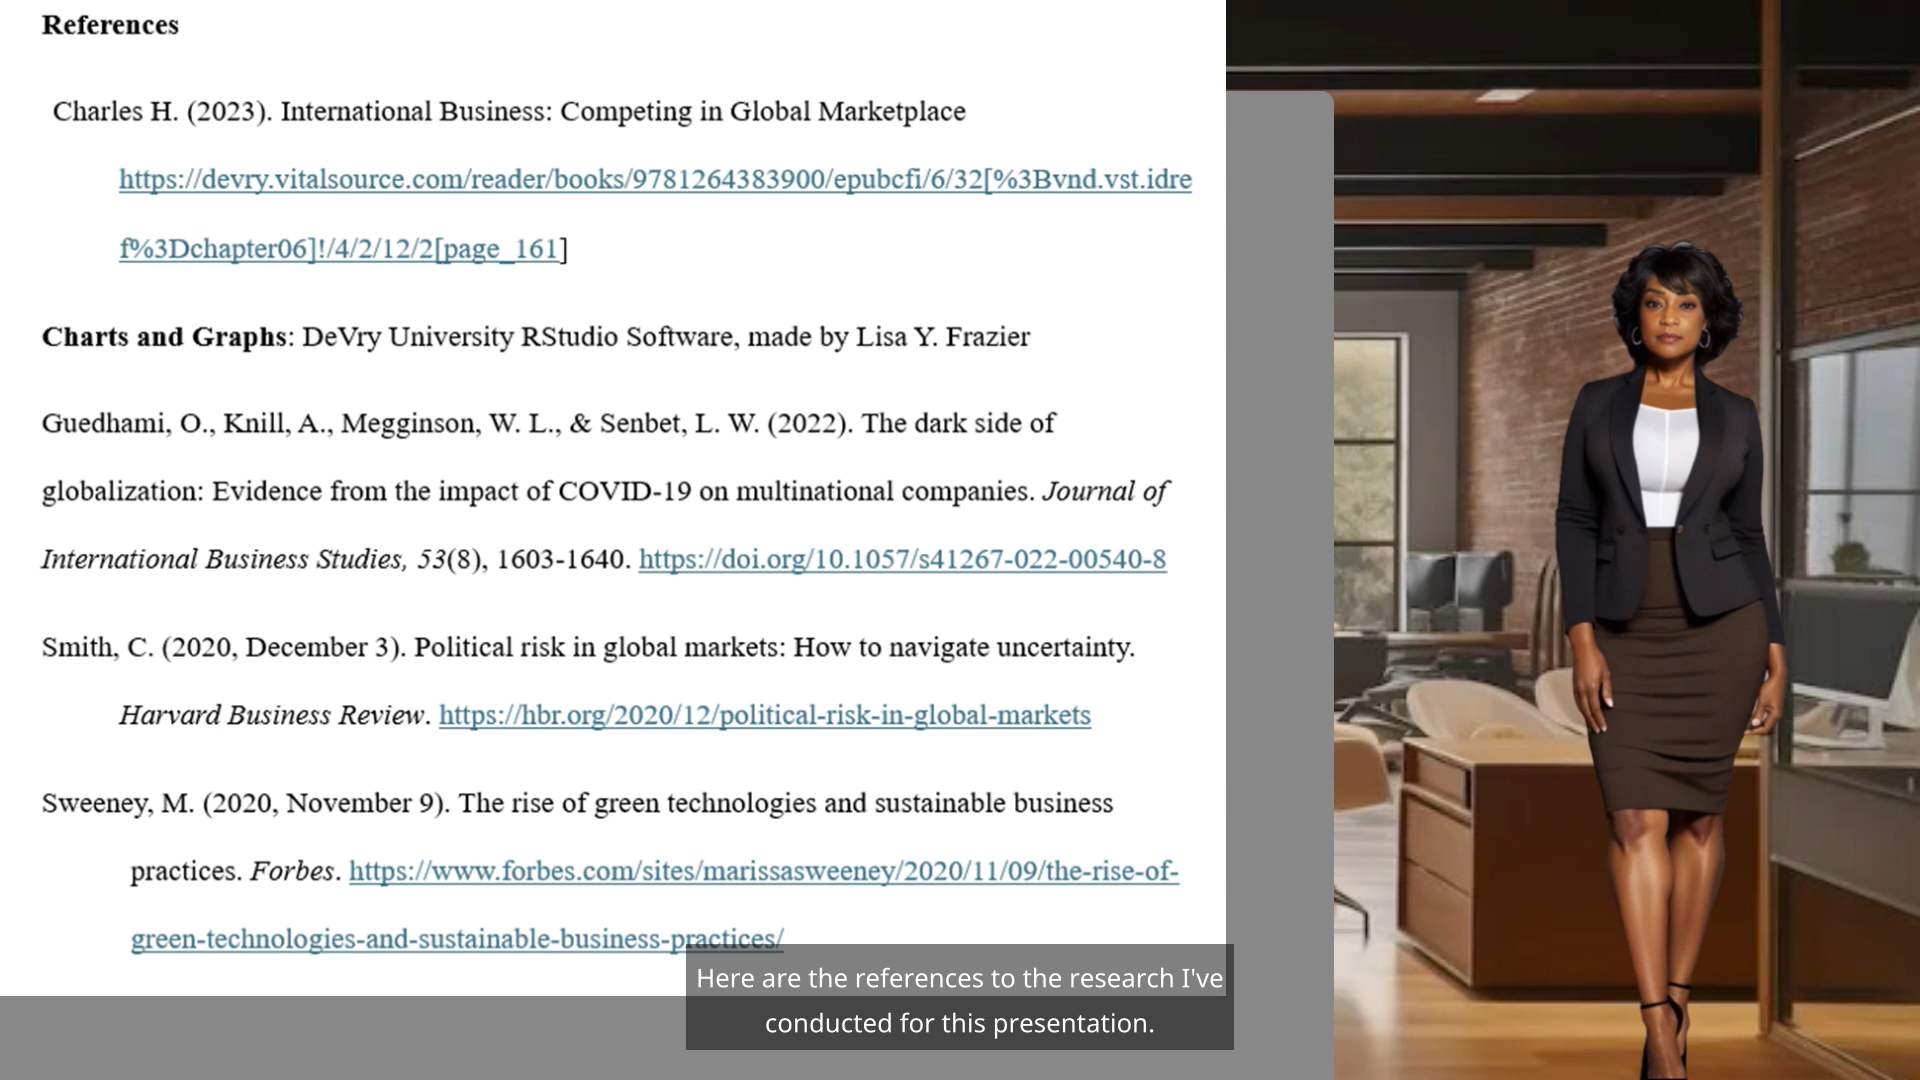 References
Charles H. (2023). International Business: Competing in Global Marketplace
https://devry.vitalsource.com/reader/books/9781264383900/epubcfi/6/32[%3Bvnd.vst.idre
f%3Dchapter06]!/4/2/12/2[page_161]
Charts and Graphs: DeVry University RStudio Software, made by Lisa Y. Frazier
Guedhami, O., Knill, A., Megginson, W. L., & Senbet, L. W. (2022). The dark side of
globalization: Evidence from the impact of COVID-19 on multinational companies. Journal of
International Business Studies, 53(8), 1603-1640. https://doi.org/10.1057/s41267-022-00540-8
Smith, C. (2020, December 3). Political risk in global markets: How to navigate uncertainty.
Harvard Business Review. https://hbr.org/2020/12/political-risk-in-global-markets
Sweeney, M. (2020, November 9). The rise of green technologies and sustainable business
practices. Forbes. https://www.forbes.com/sites/marissasweeney/2020/11/09/the-rise-of-
green-technologies-and-sustainable-business-practices/
Here are the references to the research I've
conducted for this presentation.